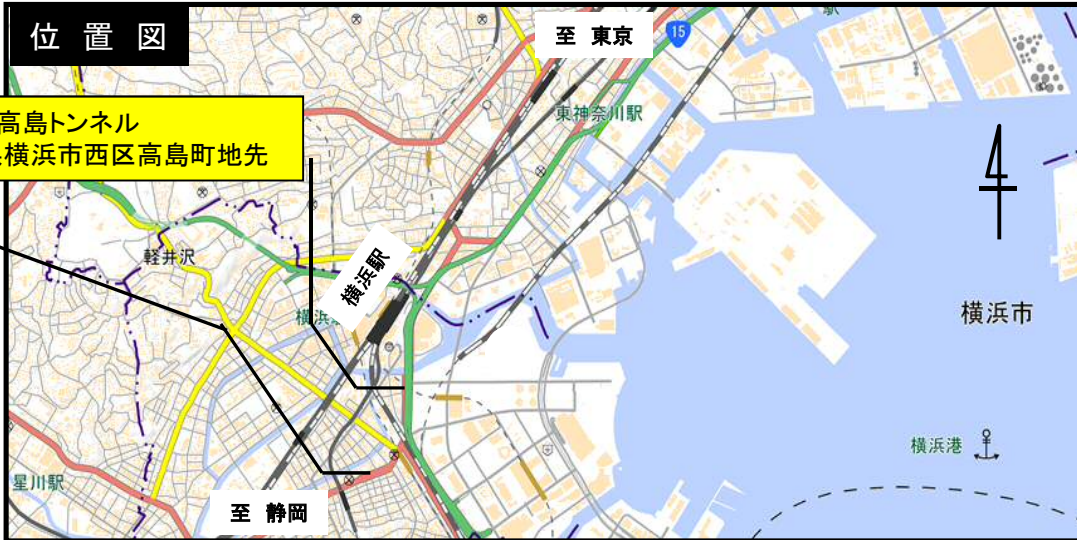 位置図
至 東京
15
駅
高島トンネル
横浜市西区高島町地先
東神奈川駅
軽井沢
横浜駅
横浜
横浜市
横浜港
星川駅
至 静岡